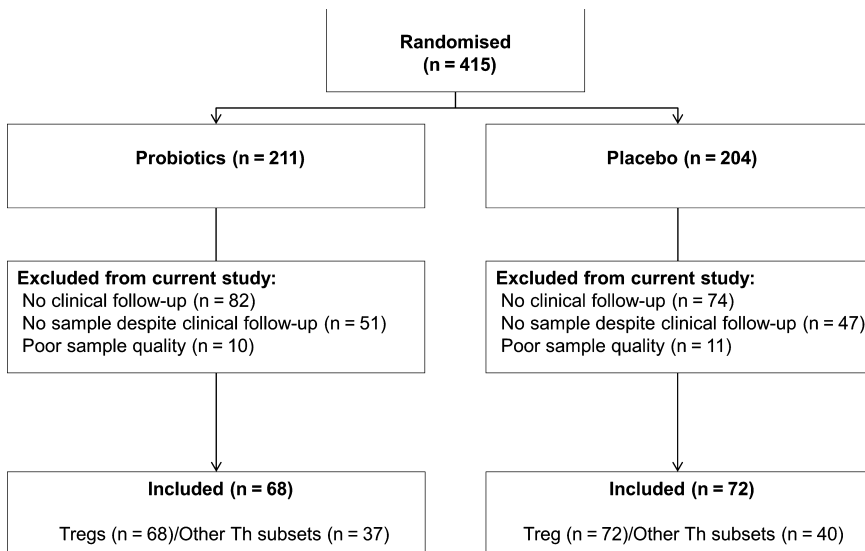 Randomised
(n = 415)
Probiotics (n = 211)
Placebo (n = 204)
Excluded from current study:
No clinical follow-up (n = 82)
No sample despite clinical follow-up (n = 51)
Poor sample quality (n = 10)
Excluded from current study:
No clinical follow-up (n = 74)
No sample despite clinical follow-up (n = 47)
Poor sample quality (n = 11)
Included (n = 68)
Tregs (n = 68)/Other Th subsets (n = 37)
Included (n = 72)
Treg (n = 72)/Other Th subsets (n = 40)